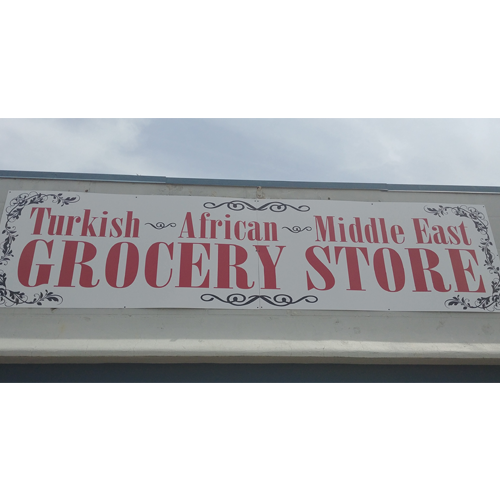 Turkish ~ African ~ Middle East
GROCERY STORE